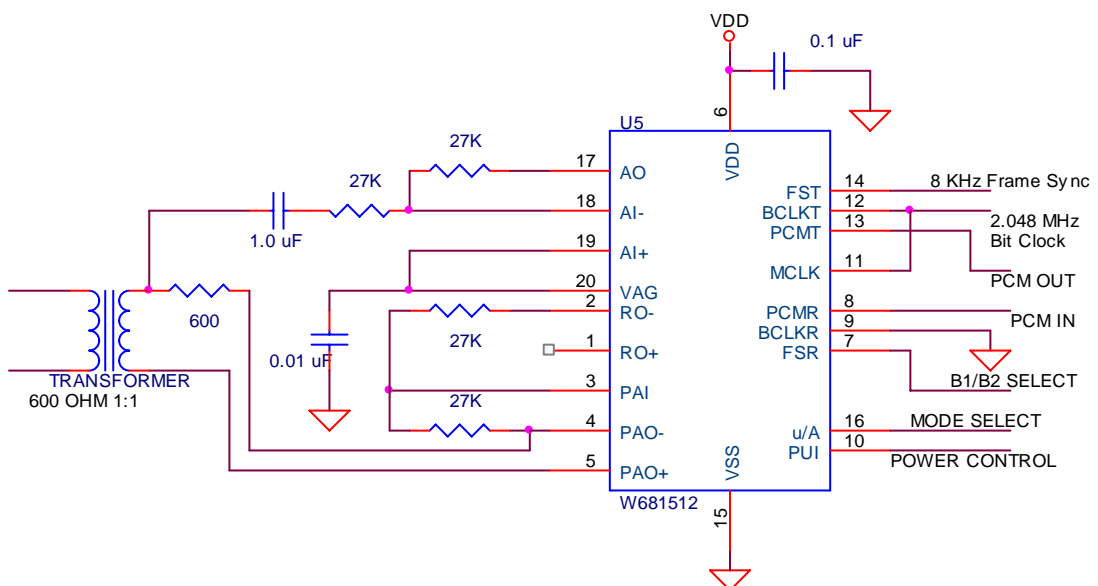 VDD
0.1 uF
6
U5
VDD
27K
17
AO
27K
18
AI-
1.0 uF
19
AI+
20
VAG
2
RO-
600
27K
0.01 uF
1
RO+
TRANSFORMER
600 OHM 1:1
3
PAI
27K
4
PAO-
5
PAO+
FST
14
8 KHz Frame Sync
BCLKT
12
2.048 MHz
Bit Clock
PCMT
13
MCLK
11
PCM OUT
PCMR
8
PCM IN
BCLKR
9
FSR
7
B1/B2 SELECT
u/A
16
MODE SELECT
PUI
10
POWER CONTROL
VSS
W681512
15